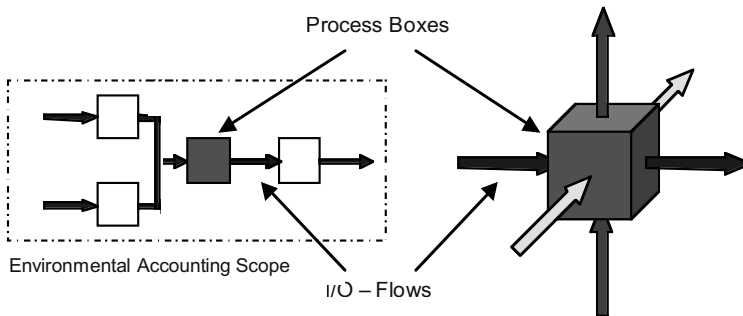 Process Boxes
Environmental Accounting Scope
I/O – Flows